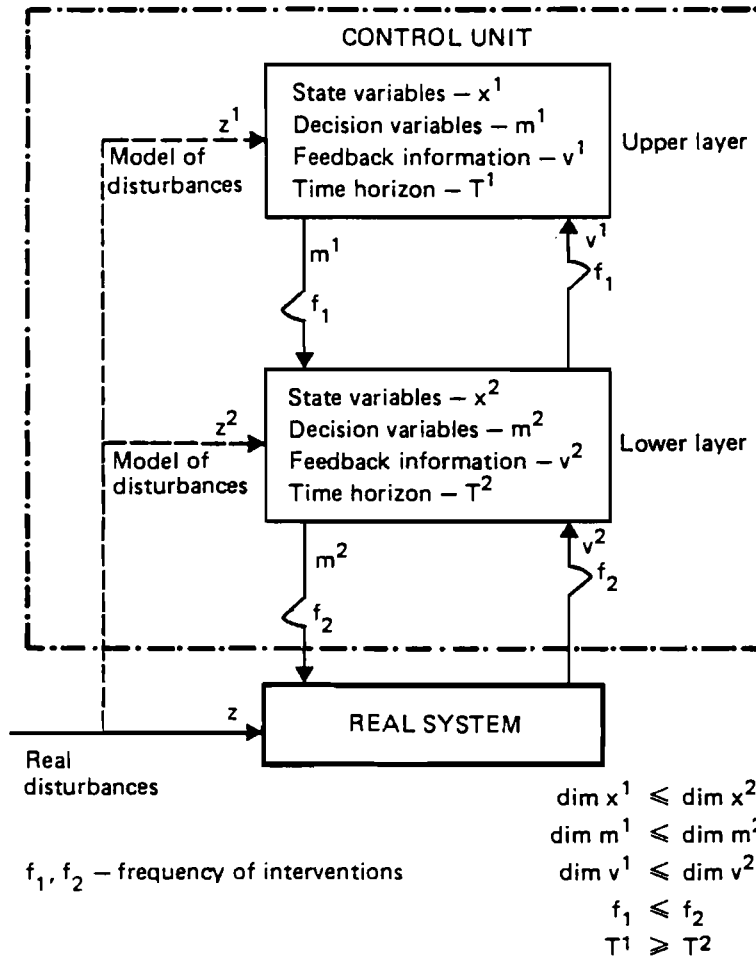 CONTROL UNIT
State variables – x¹
Decision variables – m¹
Feedback information – v¹
Time horizon – T¹
Upper layer
z¹
Model of
disturbances
m¹
f₁
v¹
f₁
State variables – x²
Decision variables – m²
Feedback information – v²
Time horizon – T²
Lower layer
z²
Model of
disturbances
m²
f₂
v²
f₂
REAL SYSTEM
z
Real
disturbances
f₁, f₂ – frequency of interventions
dim x¹ ⩽ dim x²
dim m¹ ⩽ dim m²
dim v¹ ⩽ dim v²
f₁ ⩽ f₂
T¹ ⩾ T²